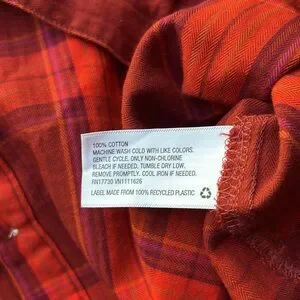 100% COTTON
MACHINE WASH COLD WITH LIKE COLORS.
GENTLE CYCLE. ONLY NON-CHLORINE
BLEACH IF NEEDED. TUMBLE DRY LOW.
REMOVE PROMPTLY. COOL IRON IF NEEDED.
RN17730 VN1111626
LABEL MADE FROM 100% RECYCLED PLASTIC